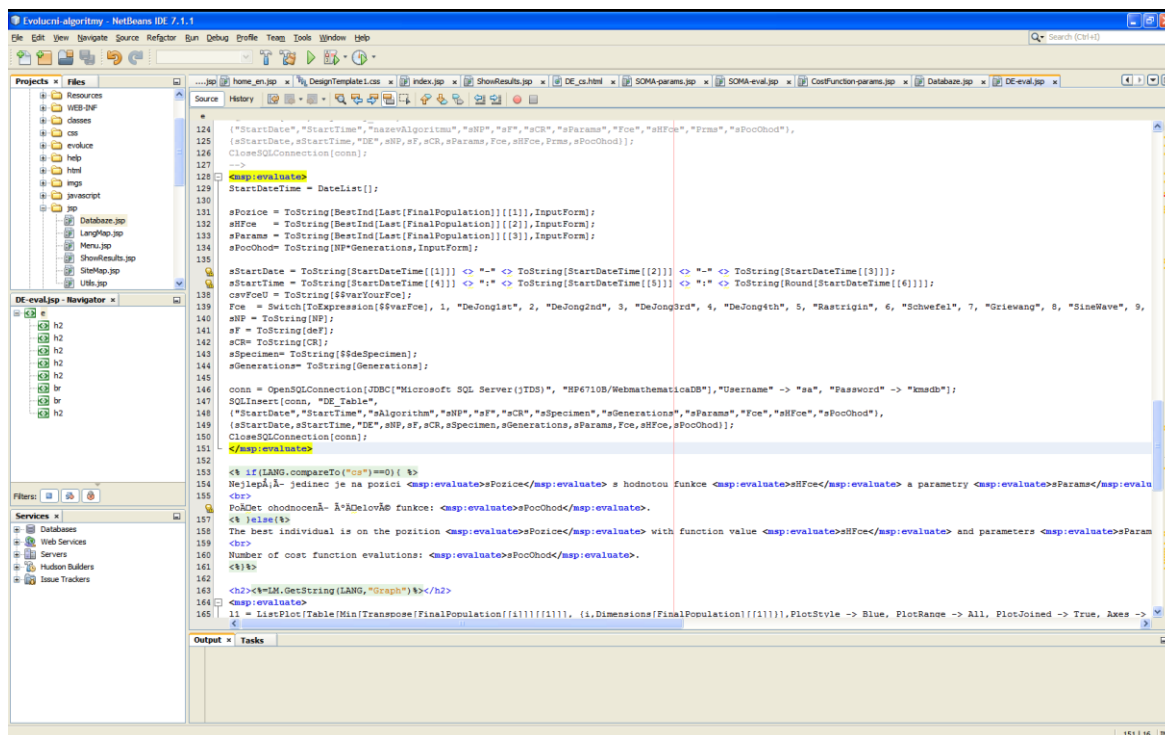 Evolucni-algoritmy - NetBeans IDE 7.1.1
File Edit View Navigate Source Refactor Run Debug Profile Team Tools Window Help
Search (Ctrl+I)
Projects × Files
....jsp home_en.jsp × DesignTemplate1.css × index.jsp × ShowResults.jsp × DE_cs.html × SOMA-params.jsp × SOMA-eval.jsp × CostFunction-params.jsp × Database.jsp × DE-eval.jsp ×
Source History
Resources
WEB-INF
classes
css
evoluce
help
html
imgs
javascript
jsp
Databaze.jsp
LangMap.jsp
Menu.jsp
ShowResults.jsp
SiteMap.jsp
Utils.jsp
DE-eval.jsp - Navigator ×
e
h2
h2
h2
h2
h2
br
br
h2
Filters:
Services ×
Databases
Web Services
Servers
Hudson Builders
Issue Trackers
e
124 {"StartDate","StartTime","nazevAlgoritmu","sNP","sF","sCR","sParams","Fce","sHFce","Prms","sPocOhod"},
125 {sStartDate,sStartTime,"DE",sNP,sF,sCR,sParams,Fce,sHFce,Prms,sPocOhod}];
126 CloseSQLConnection[conn];
127 -->
128 <msp:evaluate>
129 StartDateTime = DateList[];
130
131 sPozice = ToString[BestInd[Last[FinalPopulation]][[1]],InputForm];
132 sHFce = ToString[BestInd[Last[FinalPopulation]][[2]],InputForm];
133 sParams = ToString[BestInd[Last[FinalPopulation]][[3]],InputForm];
134 sPocOhod= ToString[NP*Generations,InputForm];
135
sStartDate = ToString[StartDateTime[[1]]] <> "-" <> ToString[StartDateTime[[2]]] <> "-" <> ToString[StartDateTime[[3]]];
sStartTime = ToString[StartDateTime[[4]]] <> ":" <> ToString[StartDateTime[[5]]] <> ":" <> ToString[Round[StartDateTime[[6]]]];
138 csvFceU = ToString[$$varYourFce];
139 Fce = Switch[ToExpression[$$varFce], 1, "DeJong1st", 2, "DeJong2nd", 3, "DeJong3rd", 4, "DeJong4th", 5, "Rastrigin", 6, "Schwefel", 7, "Griewang", 8, "SineWave", 9,
140 sNP = ToString[NP];
141 sF = ToString[deF];
142 sCR= ToString[CR];
143 sSpecimen= ToString[$$deSpecimen];
144 sGenerations= ToString[Generations];
145
146 conn = OpenSQLConnection[JDBC["Microsoft SQL Server(jTDS)", "HP6710B/WebmathematicaDB"],"Username" -> "sa", "Password" -> "kmsdb"];
147 SQLInsert[conn, "DE_Table",
148 {"StartDate","StartTime","sAlgorithm","sNP","sF","sCR","sSpecimen","sGenerations","sParams","Fce","sHFce","sPocOhod"},
149 {sStartDate,sStartTime,"DE",sNP,sF,sCR,sSpecimen,sGenerations,sParams,Fce,sHFce,sPocOhod}];
150 CloseSQLConnection[conn];
151 </msp:evaluate>
152
153 <% if(LANG.compareTo("cs")==0){ %>
154 NejlepÅ¡Ã- jedinec je na pozici <msp:evaluate>sPozice</msp:evaluate> s hodnotou funkce <msp:evaluate>sHFce</msp:evaluate> a parametry <msp:evaluate>sParams</msp:evalu
155 <br>
PoÄDet ohodnocenÃ- Ãº​ÄDelovÃ© funkce: <msp:evaluate>sPocOhod</msp:evaluate>.
157 <% }else{%>
158 The best individual is on the pozition <msp:evaluate>sPozice</msp:evaluate> with function value <msp:evaluate>sHFce</msp:evaluate> and parameters <msp:evaluate>sParam
159 <br>
160 Number of cost function evalutions: <msp:evaluate>sPocOhod</msp:evaluate>.
161 <%}%>
162
163 <h2><%=LM.GetString(LANG,"Graph")%></h2>
164 <msp:evaluate>
165 l1 = ListPlot[Table[Min[Transpose[FinalPopulation[[i]]][[1]]], {i,Dimensions[FinalPopulation][[1]]}],PlotStyle -> Blue, PlotRange -> All, PlotJoined -> True, Axes ->
Output × Tasks
151 | 16